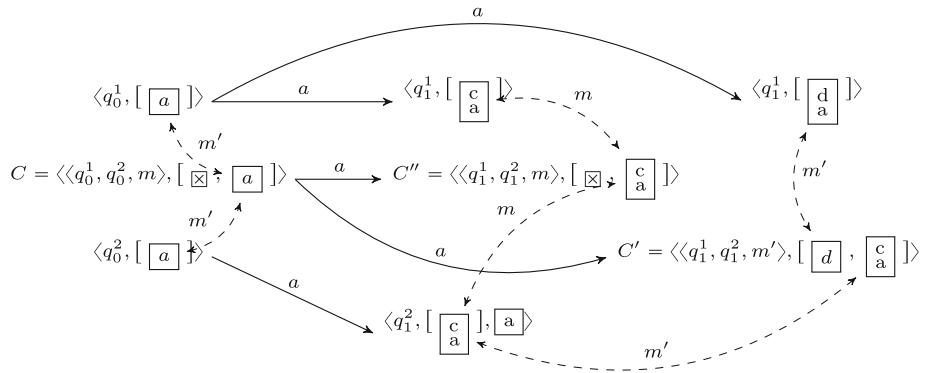 a
⟨q₀¹, [ a ]⟩ a ⟨q₁¹, [ c a ]⟩ m ⟨q₁¹, [ d a ]⟩
m′
C = ⟨⟨q₀¹, q₀², m⟩, [ ☒ , a ]⟩ a C″ = ⟨⟨q₁¹, q₁², m⟩, [ ☒ , c a ]⟩ m′
m′ m
⟨q₀², [ a ]⟩ a C′ = ⟨⟨q₁¹, q₁², m′⟩, [ d , c a ]⟩
a
⟨q₁², [ c a ], a ⟩
m′